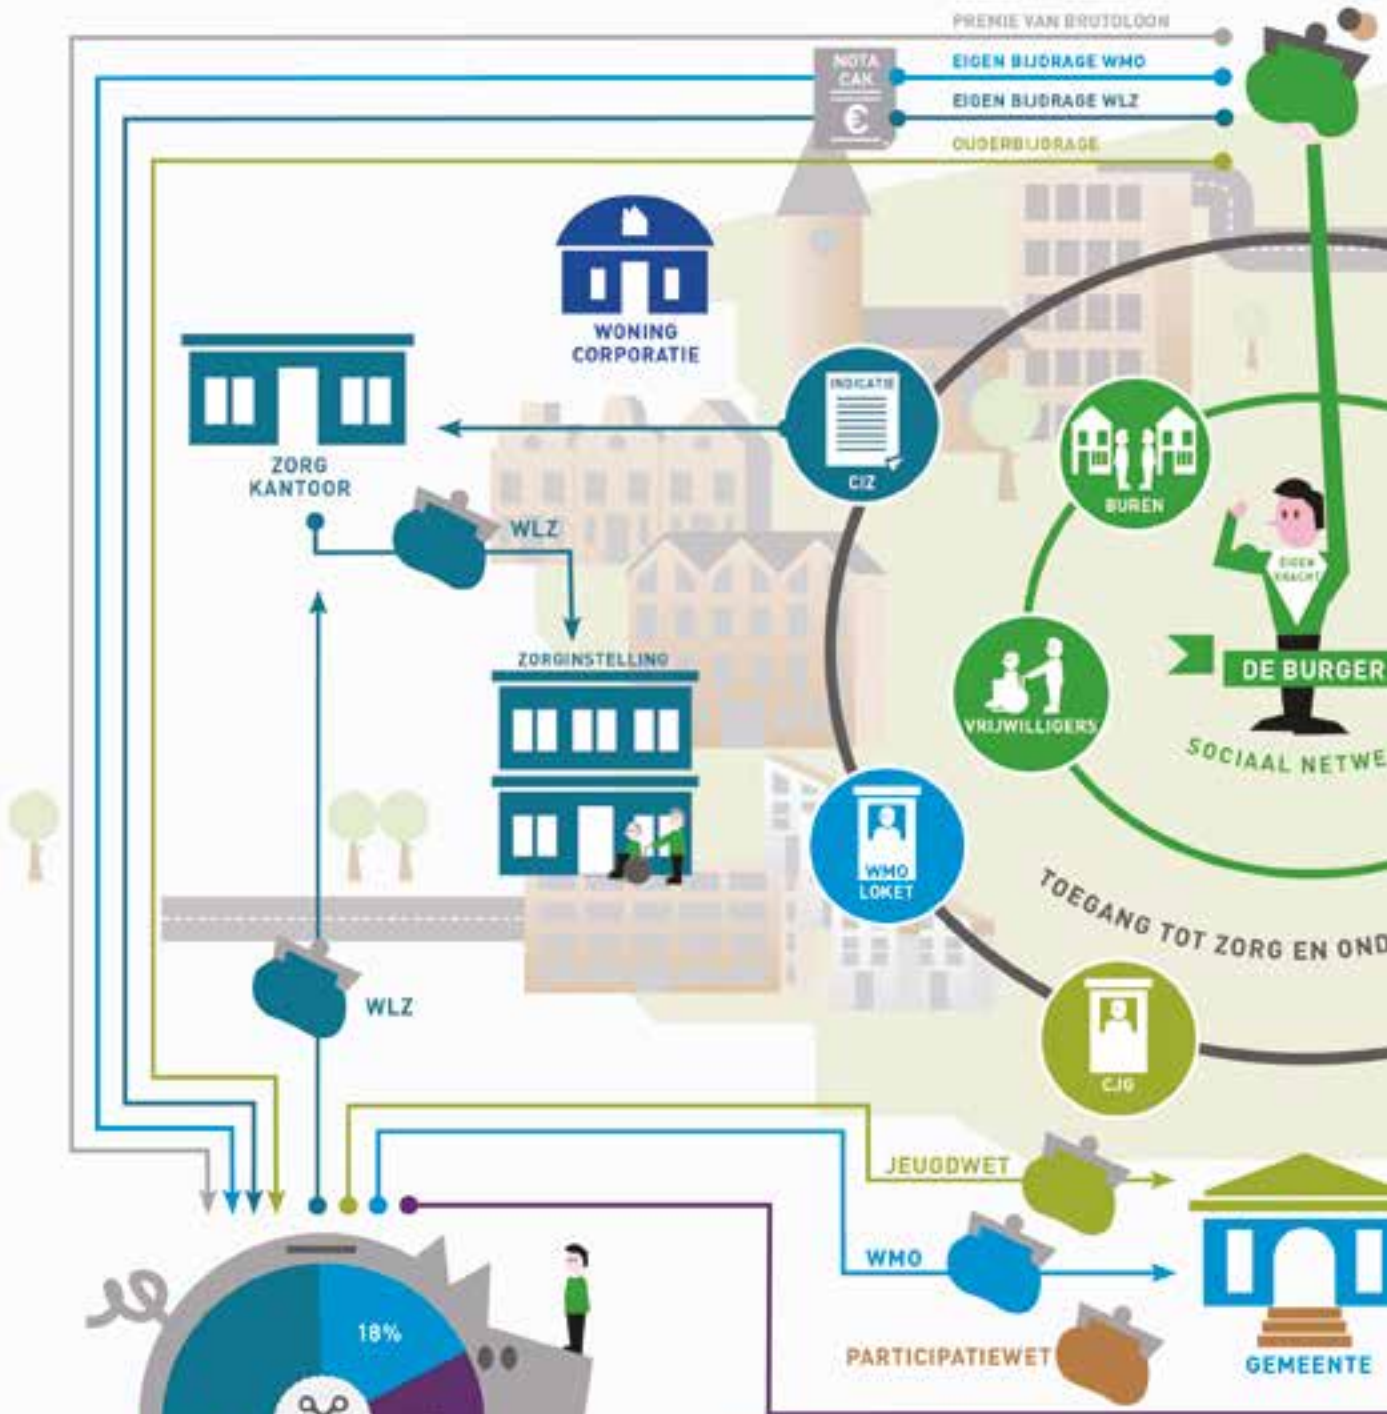 PREMIE VAN BRUTOLOON
NOTA
CAK
€
EIGEN BIJDRAGE WMO
EIGEN BIJDRAGE WLZ
OUDERBIJDRAGE
WONING
CORPORATIE
INDICATIE
CIZ
BUREN
ZORG
KANTOOR
WLZ
EIGEN
KRACHT
ZORGINSTELLING
DE BURGER
VRIJWILLIGERS
SOCIAAL NETWE
WMO
LOKET
TOEGANG TOT ZORG EN OND
WLZ
CJG
JEUGDWET
WMO
18%
PARTICIPATIEWET
GEMEENTE